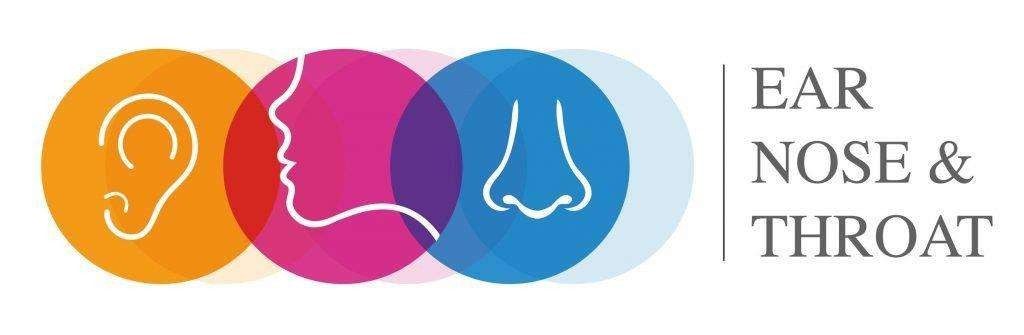 EAR
NOSE &
THROAT